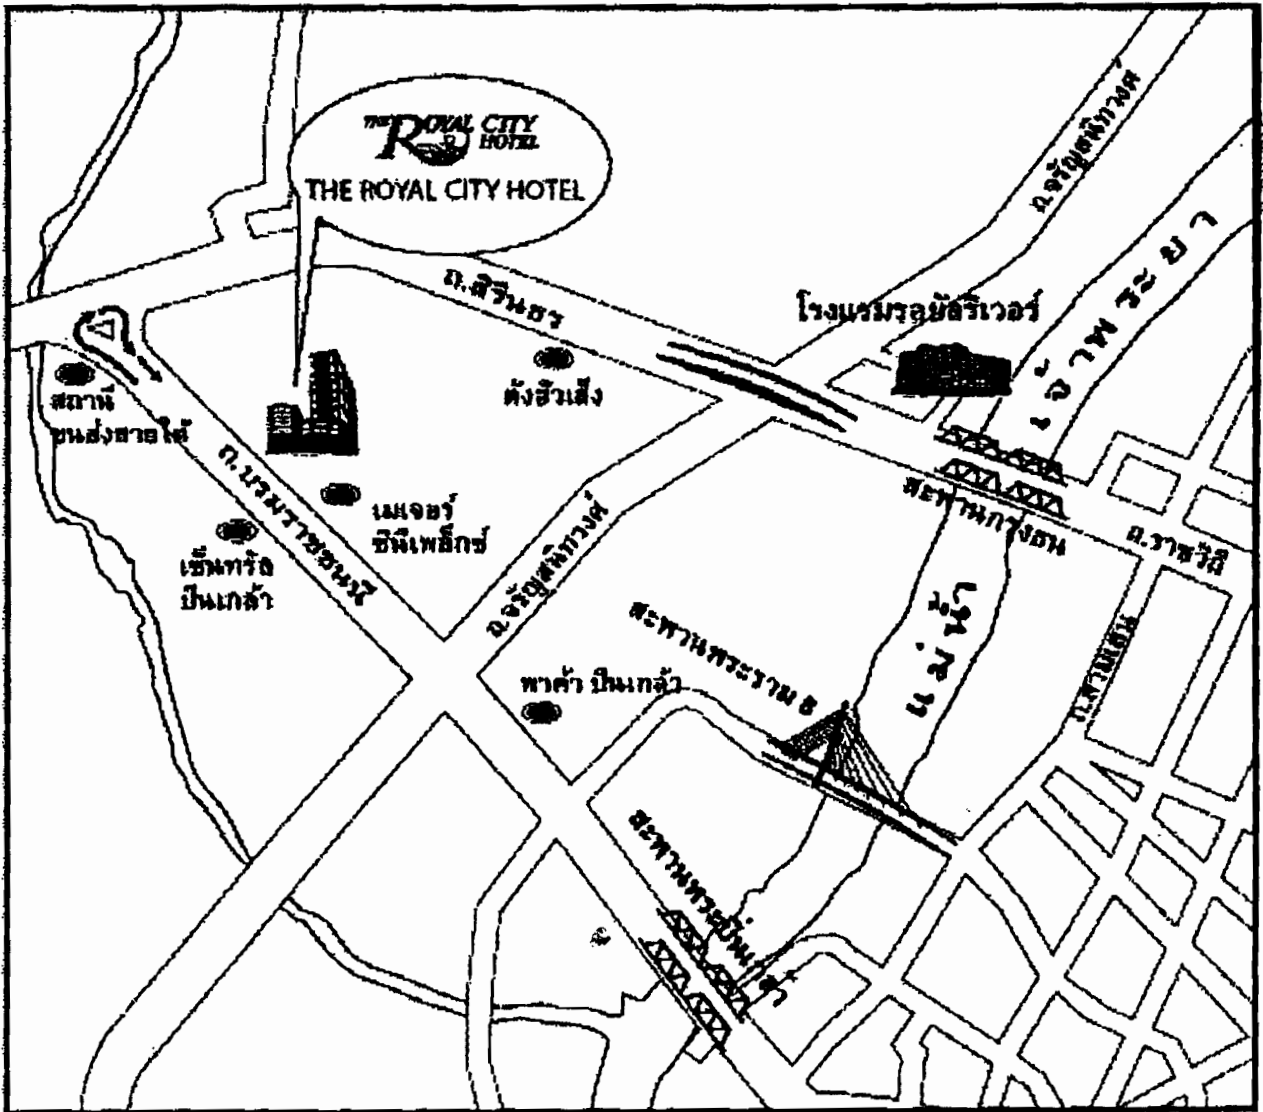 THE ROYAL CITY
HOTEL
THE ROYAL CITY HOTEL
ถ.จรัญสนิทวงศ์
ถ.สิรินธร
โรงแรมรอยัลริเวอร์
แม่น้ำ เจ้าพระยา
ตั้งฮั่วเส็ง
สถานี
ขนส่งสายใต้
ถ.บรมราชชนนี
เมเจอร์
ซีนีเพล็กซ์
เซ็นทรัล
ปิ่นเกล้า
ถ.จรัญสนิทวงศ์
สะพานกรุงธน
ถ.ราชวิถี
ถ.สามเสน
สะพานพระราม 8
พาต้า ปิ่นเกล้า
สะพานพระปิ่นเกล้า